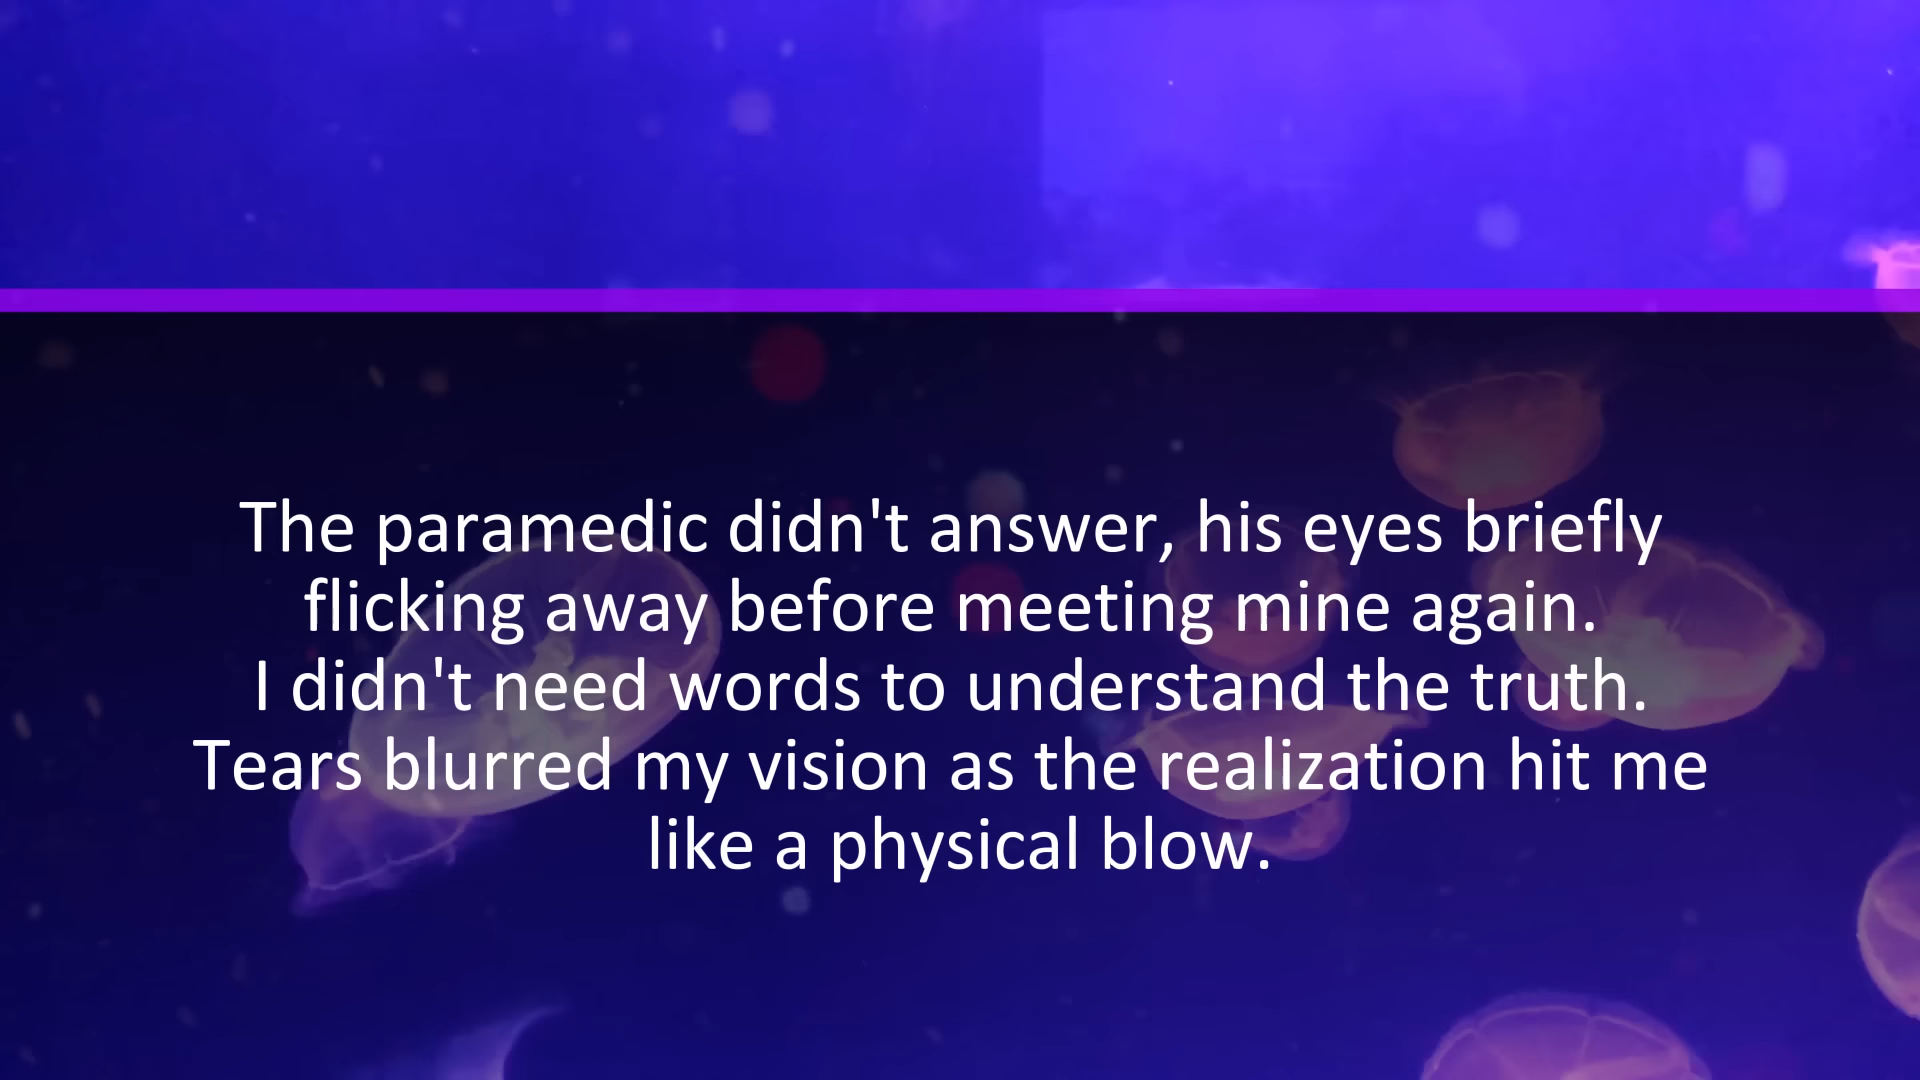 The paramedic didn't answer, his eyes briefly
flicking away before meeting mine again.
I didn't need words to understand the truth.
Tears blurred my vision as the realization hit me
like a physical blow.